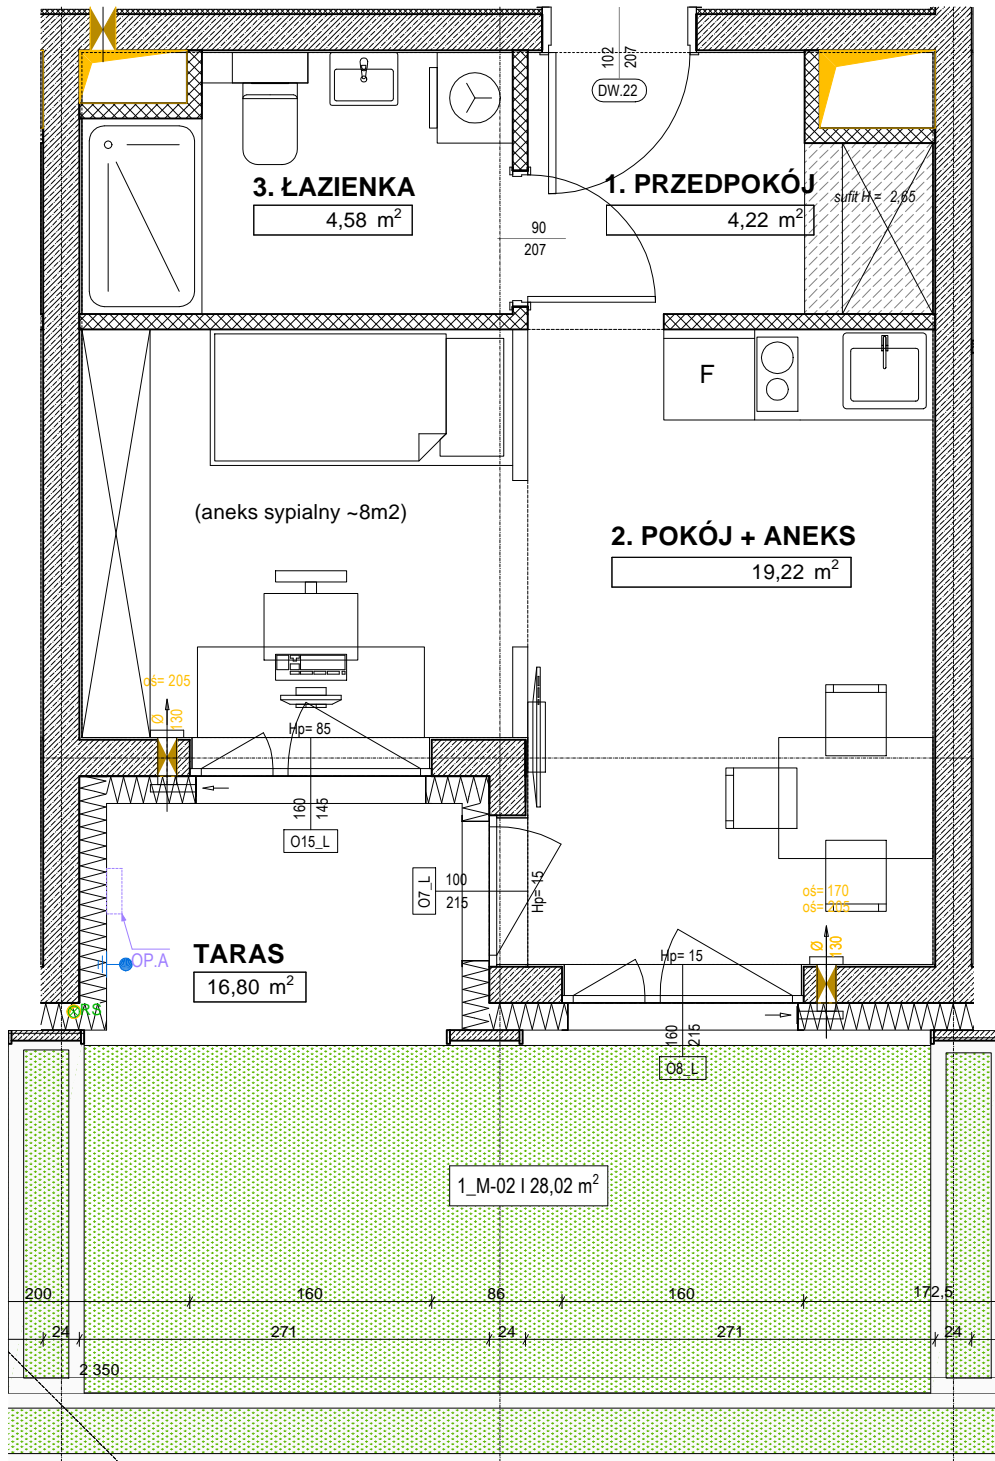 102
207
DW.22
3. ŁAZIENKA
4,58 m²
1. PRZEDPOKÓJ
4,22 m²
sufit H = 2,65
90
207
F
(aneks sypialny ~8m2)
2. POKÓJ + ANEKS
19,22 m²
oś= 205
Ø
130
Hp= 85
160
145
O15_L
O7_L
100
215
Hp= 15
oś= 170
oś= 205
Ø
130
OP.A
TARAS
16,80 m²
Hp= 15
RS
160
215
O8_L
1_M-02 I 28,02 m²
200
160
86
160
172,5
24
271
24
271
24
2 350